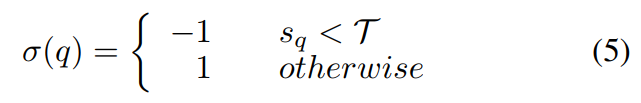 σ(q) = { −1 s_q < 𝒯
1 otherwise (5)